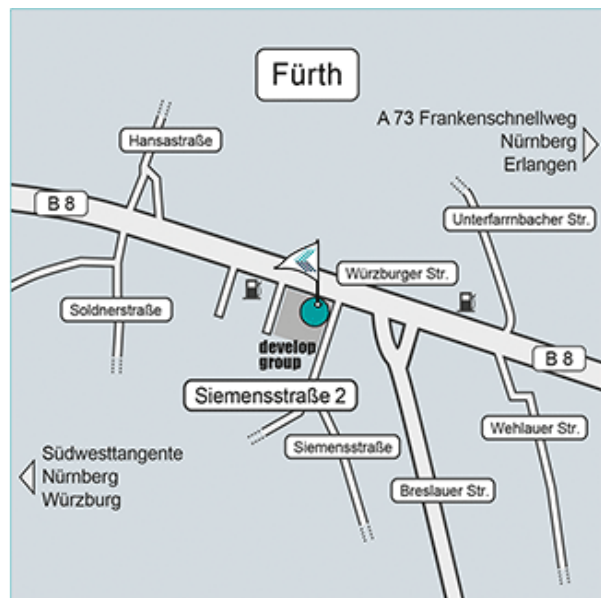 Fürth
A 73 Frankenschnellweg
Nürnberg
Erlangen
Hansastraße
B 8
Unterfarrnbacher Str.
Würzburger Str.
Soldnerstraße
develop
group
B 8
Siemensstraße 2
Siemensstraße
Wehlauer Str.
Südwesttangente
Nürnberg
Würzburg
Breslauer Str.